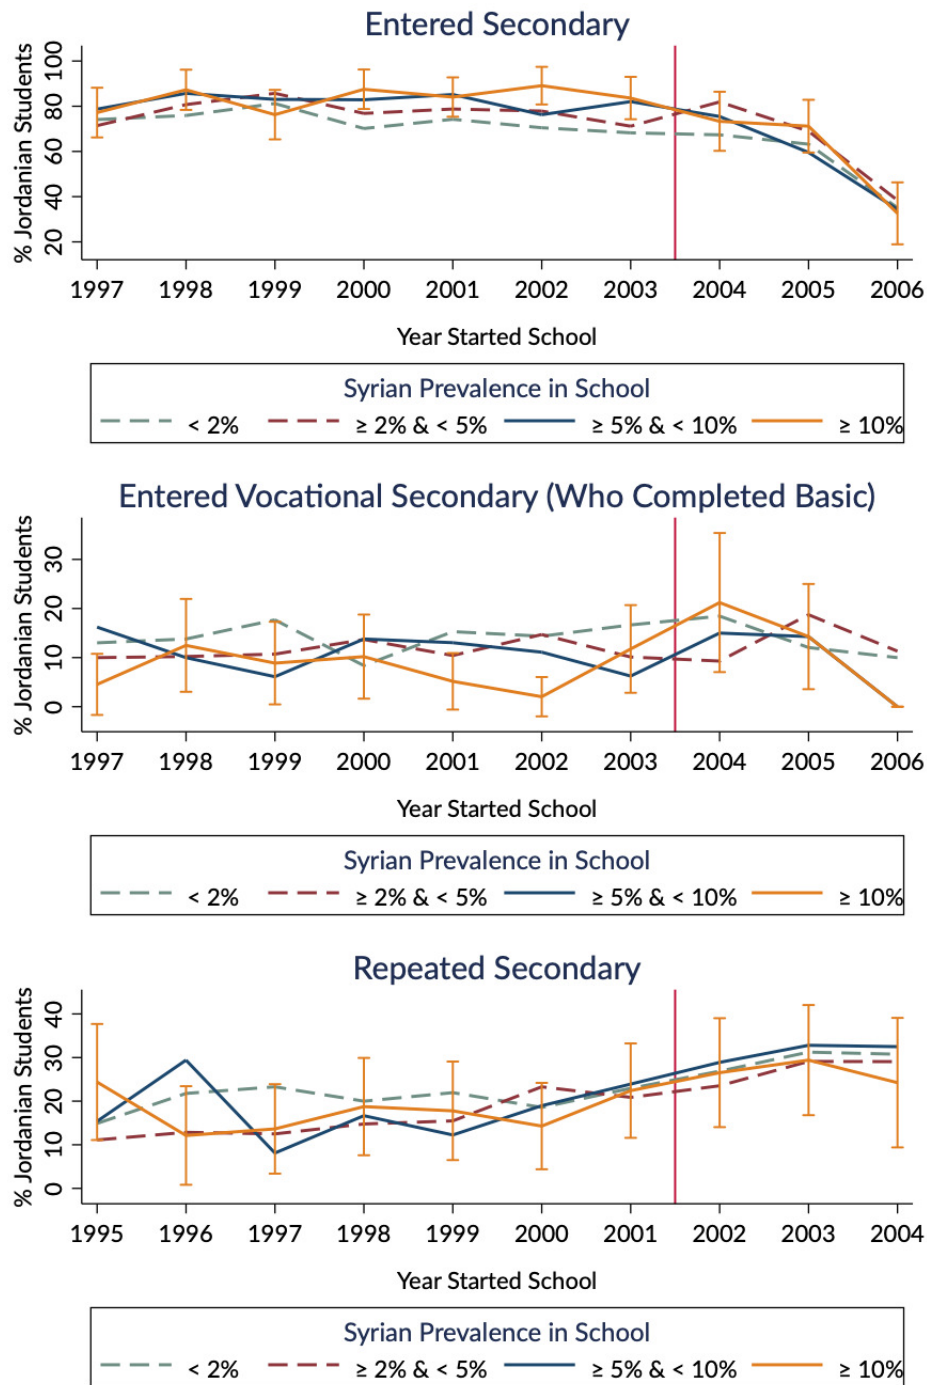 Entered Secondary
% Jordanian Students
100
80
60
40
20
1997 1998 1999 2000 2001 2002 2003 2004 2005 2006
Year Started School
Syrian Prevalence in School
< 2% ≥ 2% & < 5% ≥ 5% & < 10% ≥ 10%
Entered Vocational Secondary (Who Completed Basic)
% Jordanian Students
30
20
10
0
1997 1998 1999 2000 2001 2002 2003 2004 2005 2006
Year Started School
Syrian Prevalence in School
< 2% ≥ 2% & < 5% ≥ 5% & < 10% ≥ 10%
Repeated Secondary
% Jordanian Students
40
30
20
10
0
1995 1996 1997 1998 1999 2000 2001 2002 2003 2004
Year Started School
Syrian Prevalence in School
< 2% ≥ 2% & < 5% ≥ 5% & < 10% ≥ 10%